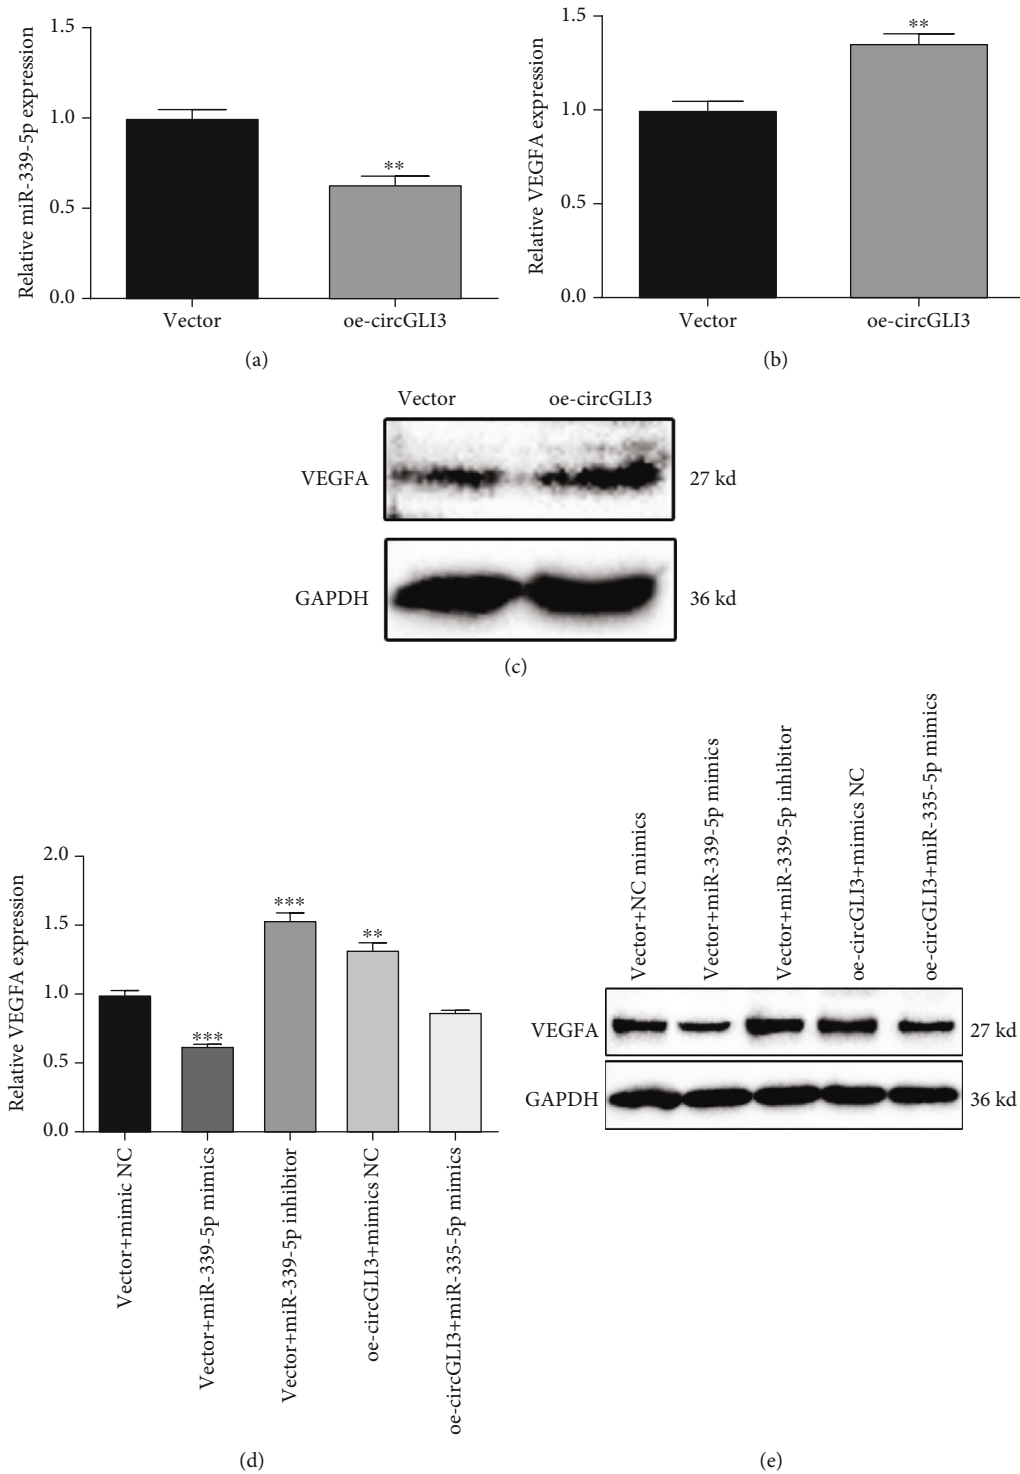 Relative miR-339-5p expression
1.5
1.0
0.5
0.0
**
Vector
oe-circGLI3
(a)
Relative VEGFA expression
1.5
1.0
0.5
0.0
**
Vector
oe-circGLI3
(b)
Vector
oe-circGLI3
VEGFA
27 kd
GAPDH
36 kd
(c)
Relative VEGFA expression
2.0
1.5
1.0
0.5
0.0
***
***
**
Vector+mimic NC
Vector+miR-339-5p mimics
Vector+miR-339-5p inhibitor
oe-circGLI3+mimics NC
oe-circGLI3+miR-335-5p mimics
(d)
Vector+NC mimics
Vector+miR-339-5p mimics
Vector+miR-339-5p inhibitor
oe-circGLI3+mimics NC
oe-circGLI3+miR-335-5p mimics
VEGFA
27 kd
GAPDH
36 kd
(e)